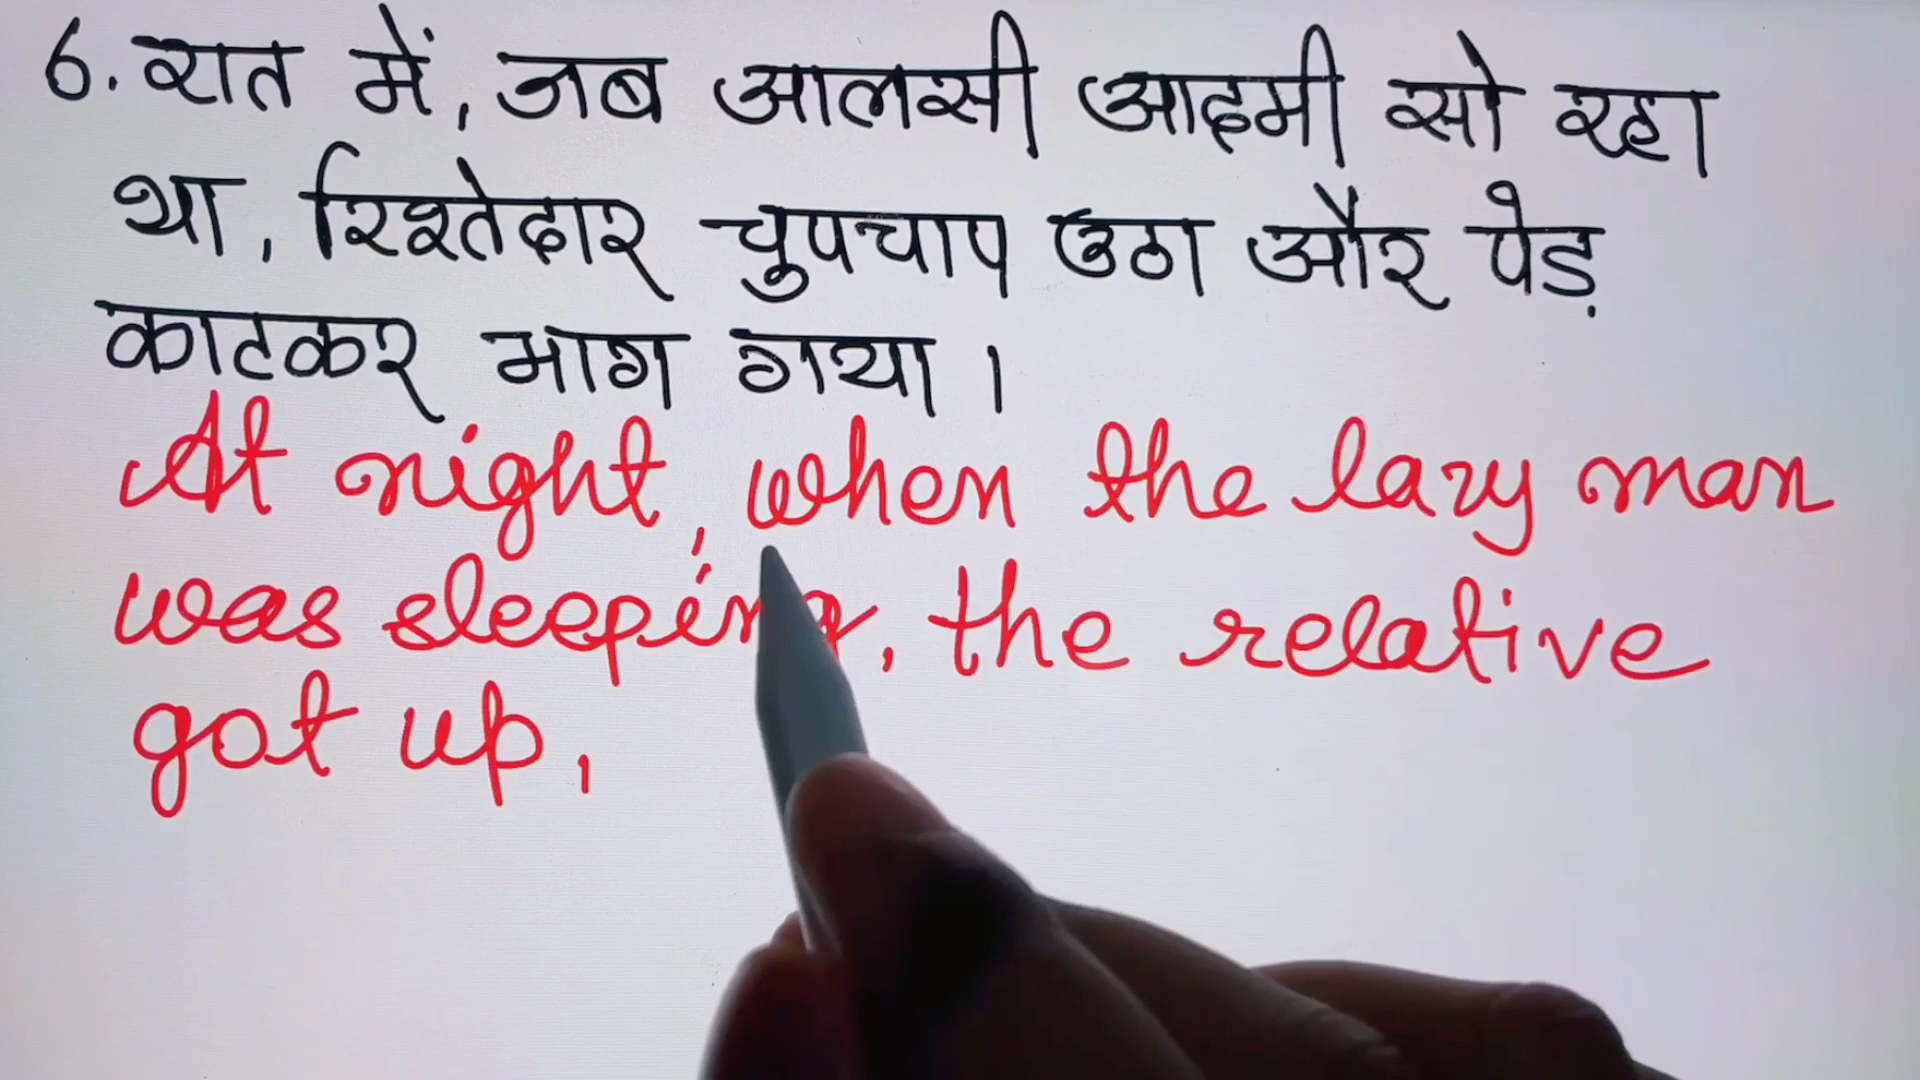 6. रात में, जब आलसी आदमी सो रहा
था, रिश्तेदार चुपचाप उठा और पेड़
काटकर भाग गया।
At night, when the lazy man
was sleeping, the relative
got up,